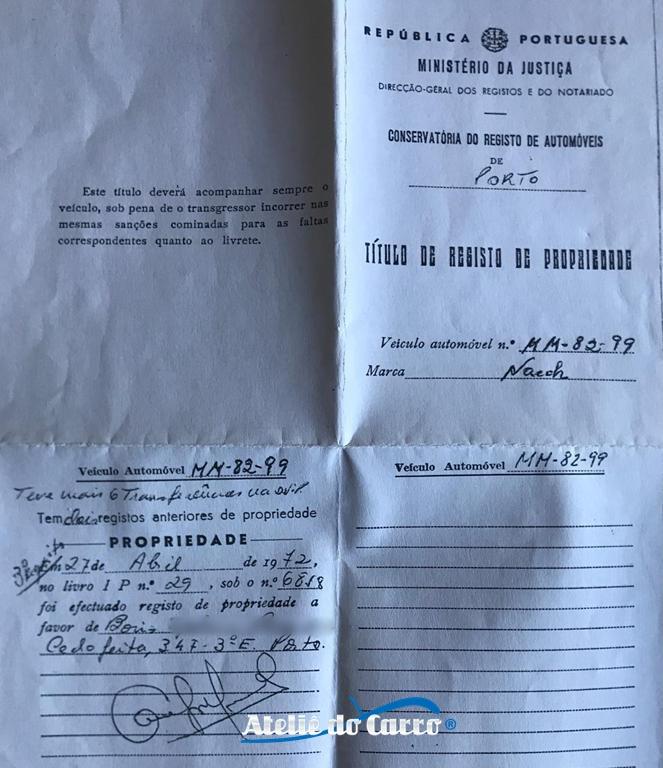 Este título deverá acompanhar sempre o
veículo, sob pena de o transgressor incorrer nas
mesmas sanções cominadas para as faltas
correspondentes quanto ao livrete.
REPÚBLICA PORTUGUESA
MINISTÉRIO DA JUSTIÇA
DIRECÇÃO-GERAL DOS REGISTOS E DO NOTARIADO
CONSERVATÓRIA DO REGISTO DE AUTOMÓVEIS
DE
PORTO
TÍTULO DE REGISTO DE PROPRIEDADE
Veículo automóvel n.º MM-82-99
Marca Nach
Veículo Automóvel MM-82-99
Teve mais 6 Transferências na
Tem dois registos anteriores de propriedade
PROPRIEDADE
Em 27 de Abril de 1972,
no livro 1 P n.º 29, sob o n.º 6818
foi efectuado registo de propriedade a
favor de
Cedofeita, 347-3º E. Porto.
Veículo Automóvel MM-82-99
Ateliê do Carro®